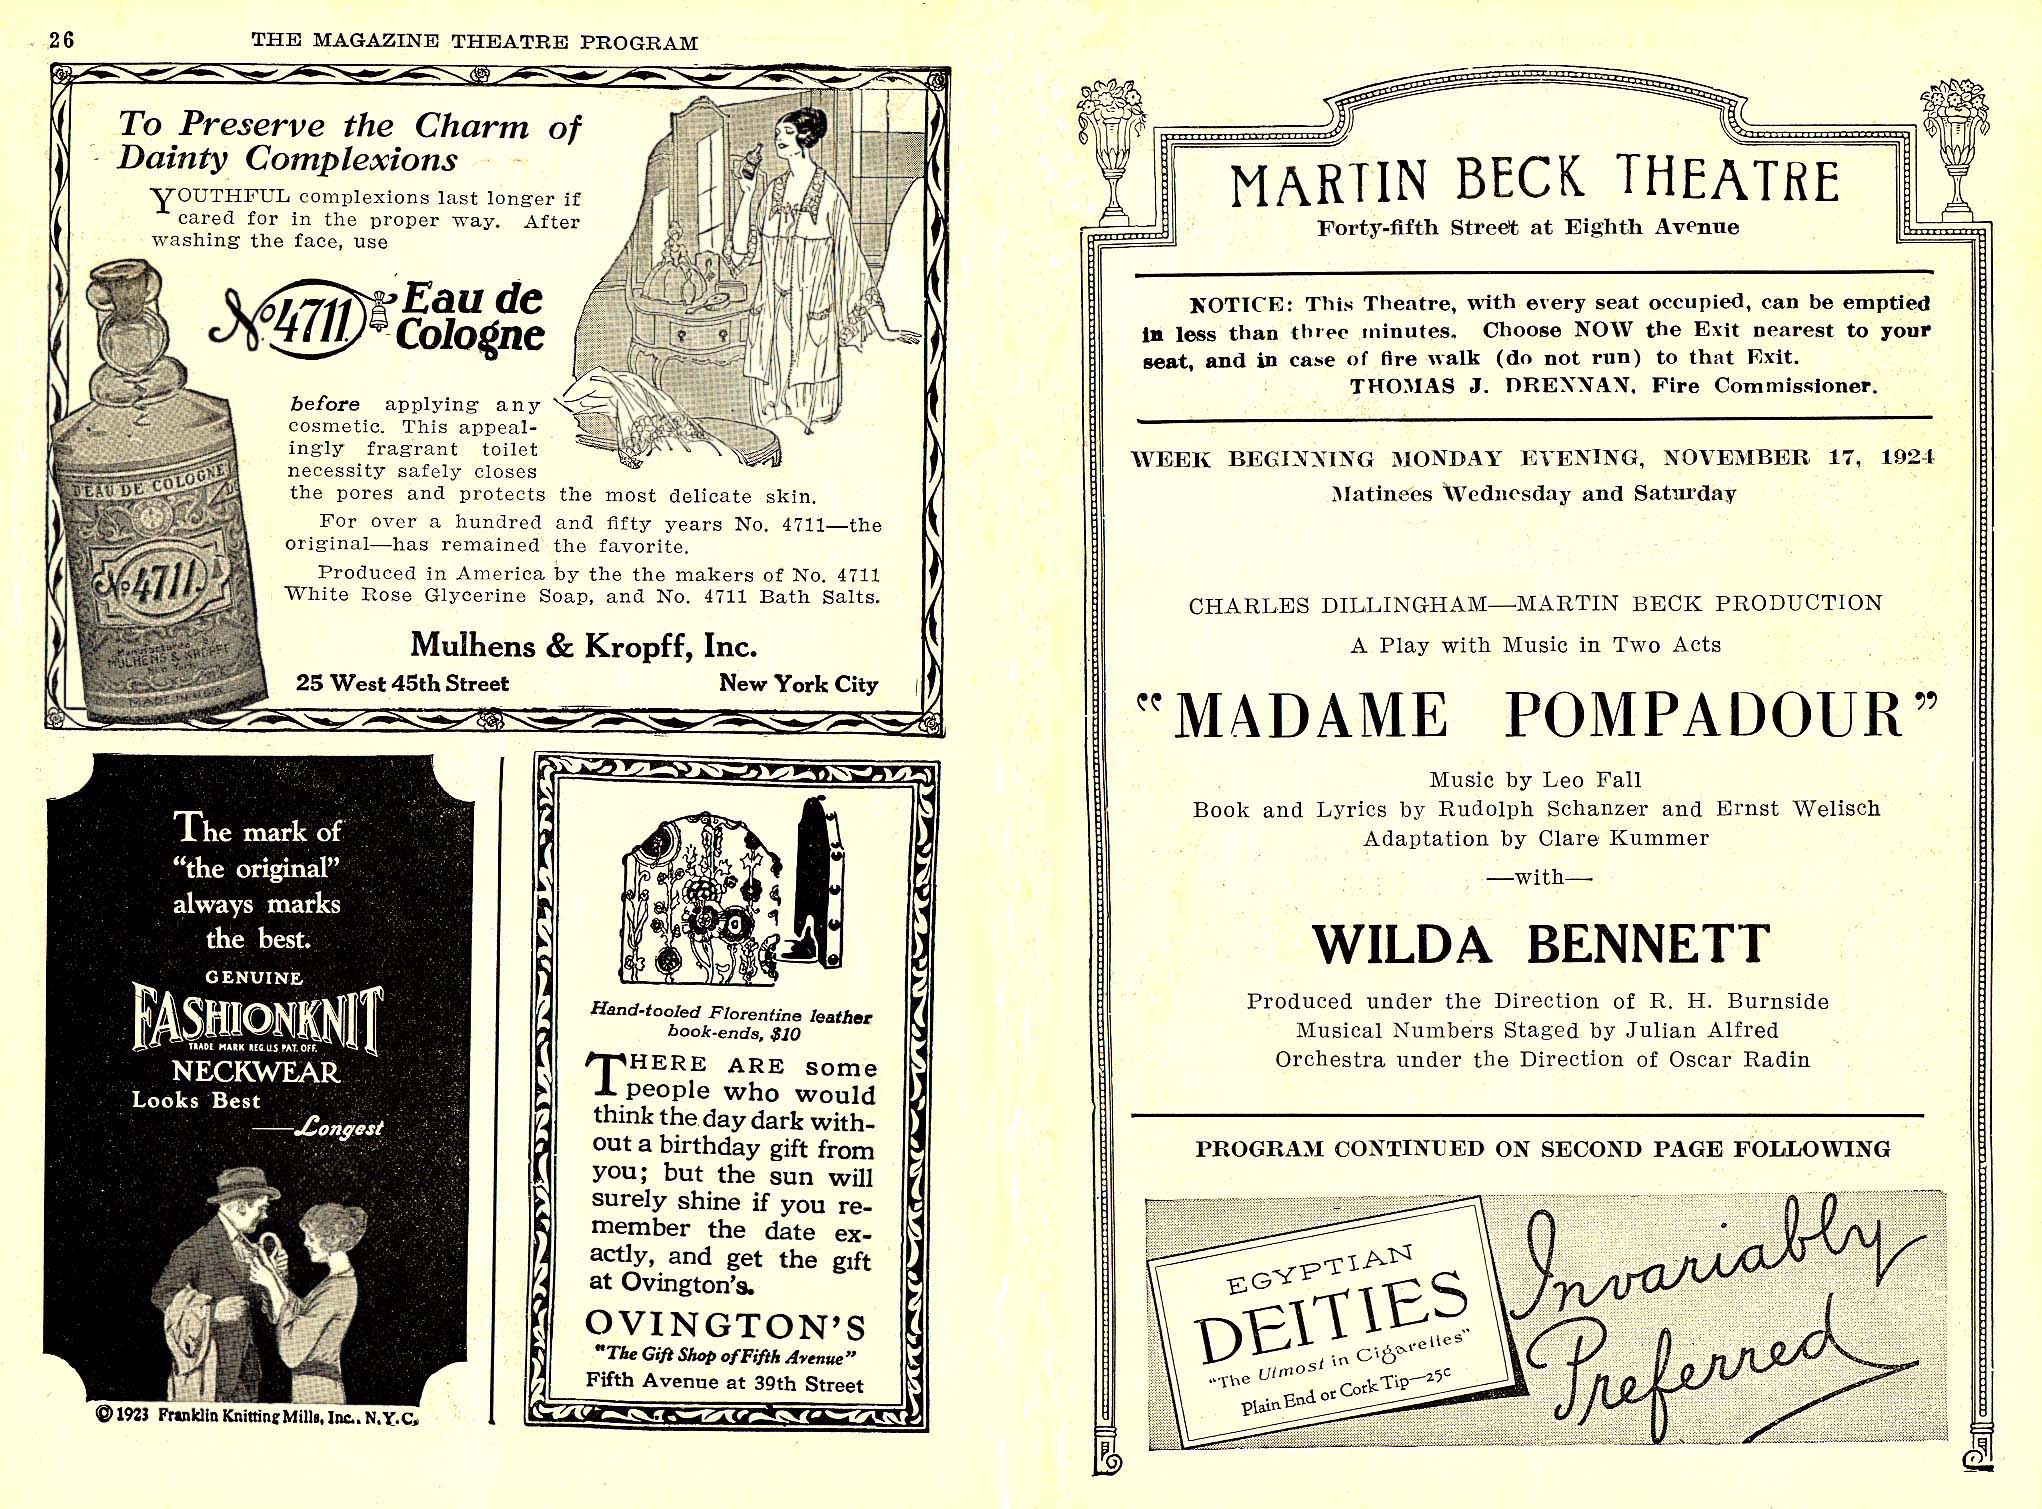 26
THE MAGAZINE THEATRE PROGRAM
To Preserve the Charm of
Dainty Complexions
YOUTHFUL complexions last longer if
cared for in the proper way. After
washing the face, use
No. 4711. Eau de
Cologne
before applying any
cosmetic. This appeal-
ingly fragrant toilet
necessity safely closes
the pores and protects the most delicate skin.
For over a hundred and fifty years No. 4711—the
original—has remained the favorite.
Produced in America by the the makers of No. 4711
White Rose Glycerine Soap, and No. 4711 Bath Salts.
Mulhens & Kropff, Inc.
25 West 45th Street New York City
D'EAU DE COLOGNE
No. 4711.
Manufactured by
MULHENS & KROPFF
New York
MADE IN U.S.A.
The mark of
"the original"
always marks
the best.
GENUINE
FASHIONKNIT
TRADE MARK REG. U.S. PAT. OFF.
NECKWEAR
Looks Best
—Longest
© 1923 Franklin Knitting Mills, Inc., N.Y.C.
Hand-tooled Florentine leather
book-ends, $10
THERE ARE some
people who would
think the day dark with-
out a birthday gift from
you; but the sun will
surely shine if you re-
member the date ex-
actly, and get the gift
at Ovington's.
OVINGTON'S
"The Gift Shop of Fifth Avenue"
Fifth Avenue at 39th Street
MARTIN BECK THEATRE
Forty-fifth Street at Eighth Avenue
NOTICE: This Theatre, with every seat occupied, can be emptied
in less than three minutes. Choose NOW the Exit nearest to your
seat, and in case of fire walk (do not run) to that Exit.
THOMAS J. DRENNAN, Fire Commissioner.
WEEK BEGINNING MONDAY EVENING, NOVEMBER 17, 1924
Matinees Wednesday and Saturday
CHARLES DILLINGHAM—MARTIN BECK PRODUCTION
A Play with Music in Two Acts
"MADAME POMPADOUR"
Music by Leo Fall
Book and Lyrics by Rudolph Schanzer and Ernst Welisch
Adaptation by Clare Kummer
—with—
WILDA BENNETT
Produced under the Direction of R. H. Burnside
Musical Numbers Staged by Julian Alfred
Orchestra under the Direction of Oscar Radin
PROGRAM CONTINUED ON SECOND PAGE FOLLOWING
EGYPTIAN
DEITIES
"The Utmost in Cigarettes"
Plain End or Cork Tip—25c
Invariably
Preferred